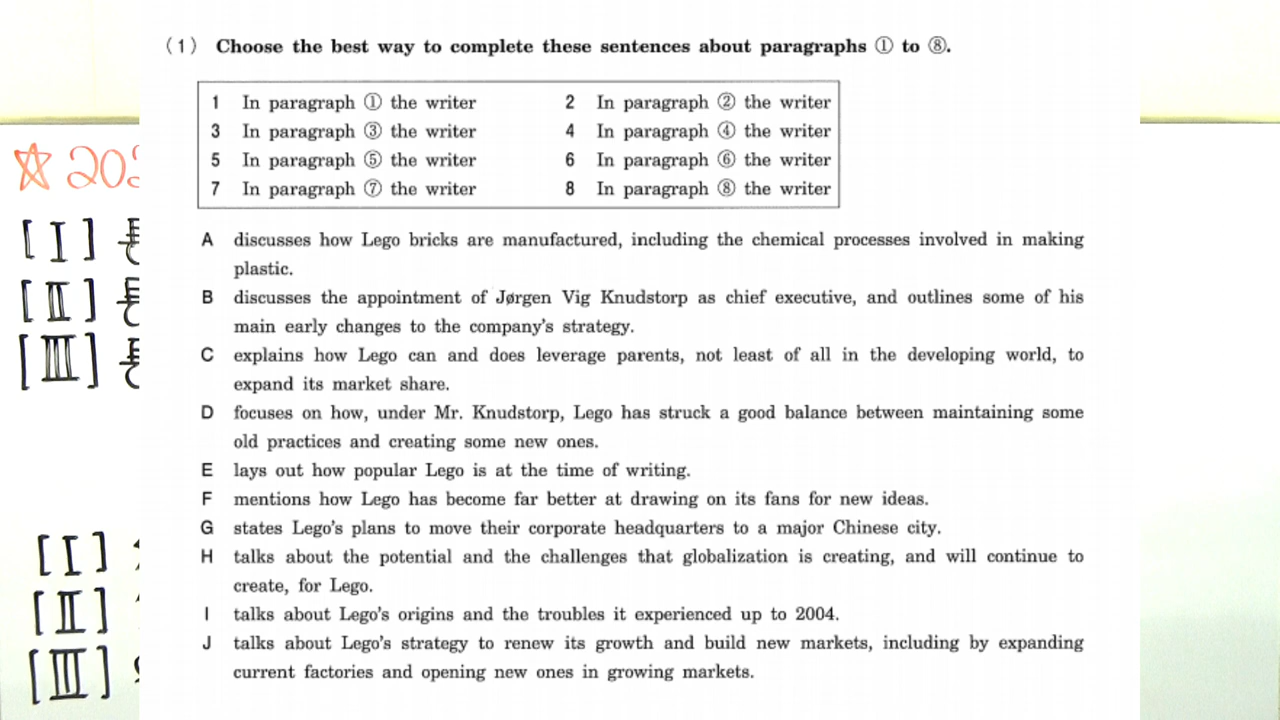 (1) Choose the best way to complete these sentences about paragraphs ① to ⑧.
1 In paragraph ① the writer 2 In paragraph ② the writer
3 In paragraph ③ the writer 4 In paragraph ④ the writer
5 In paragraph ⑤ the writer 6 In paragraph ⑥ the writer
7 In paragraph ⑦ the writer 8 In paragraph ⑧ the writer
A discusses how Lego bricks are manufactured, including the chemical processes involved in making
plastic.
B discusses the appointment of Jørgen Vig Knudstorp as chief executive, and outlines some of his
main early changes to the company's strategy.
C explains how Lego can and does leverage parents, not least of all in the developing world, to
expand its market share.
D focuses on how, under Mr. Knudstorp, Lego has struck a good balance between maintaining some
old practices and creating some new ones.
E lays out how popular Lego is at the time of writing.
F mentions how Lego has become far better at drawing on its fans for new ideas.
G states Lego's plans to move their corporate headquarters to a major Chinese city.
H talks about the potential and the challenges that globalization is creating, and will continue to
create, for Lego.
I talks about Lego's origins and the troubles it experienced up to 2004.
J talks about Lego's strategy to renew its growth and build new markets, including by expanding
current factories and opening new ones in growing markets.
☆ 202
[I]
[II]
[III]
[I]
[II]
[III]